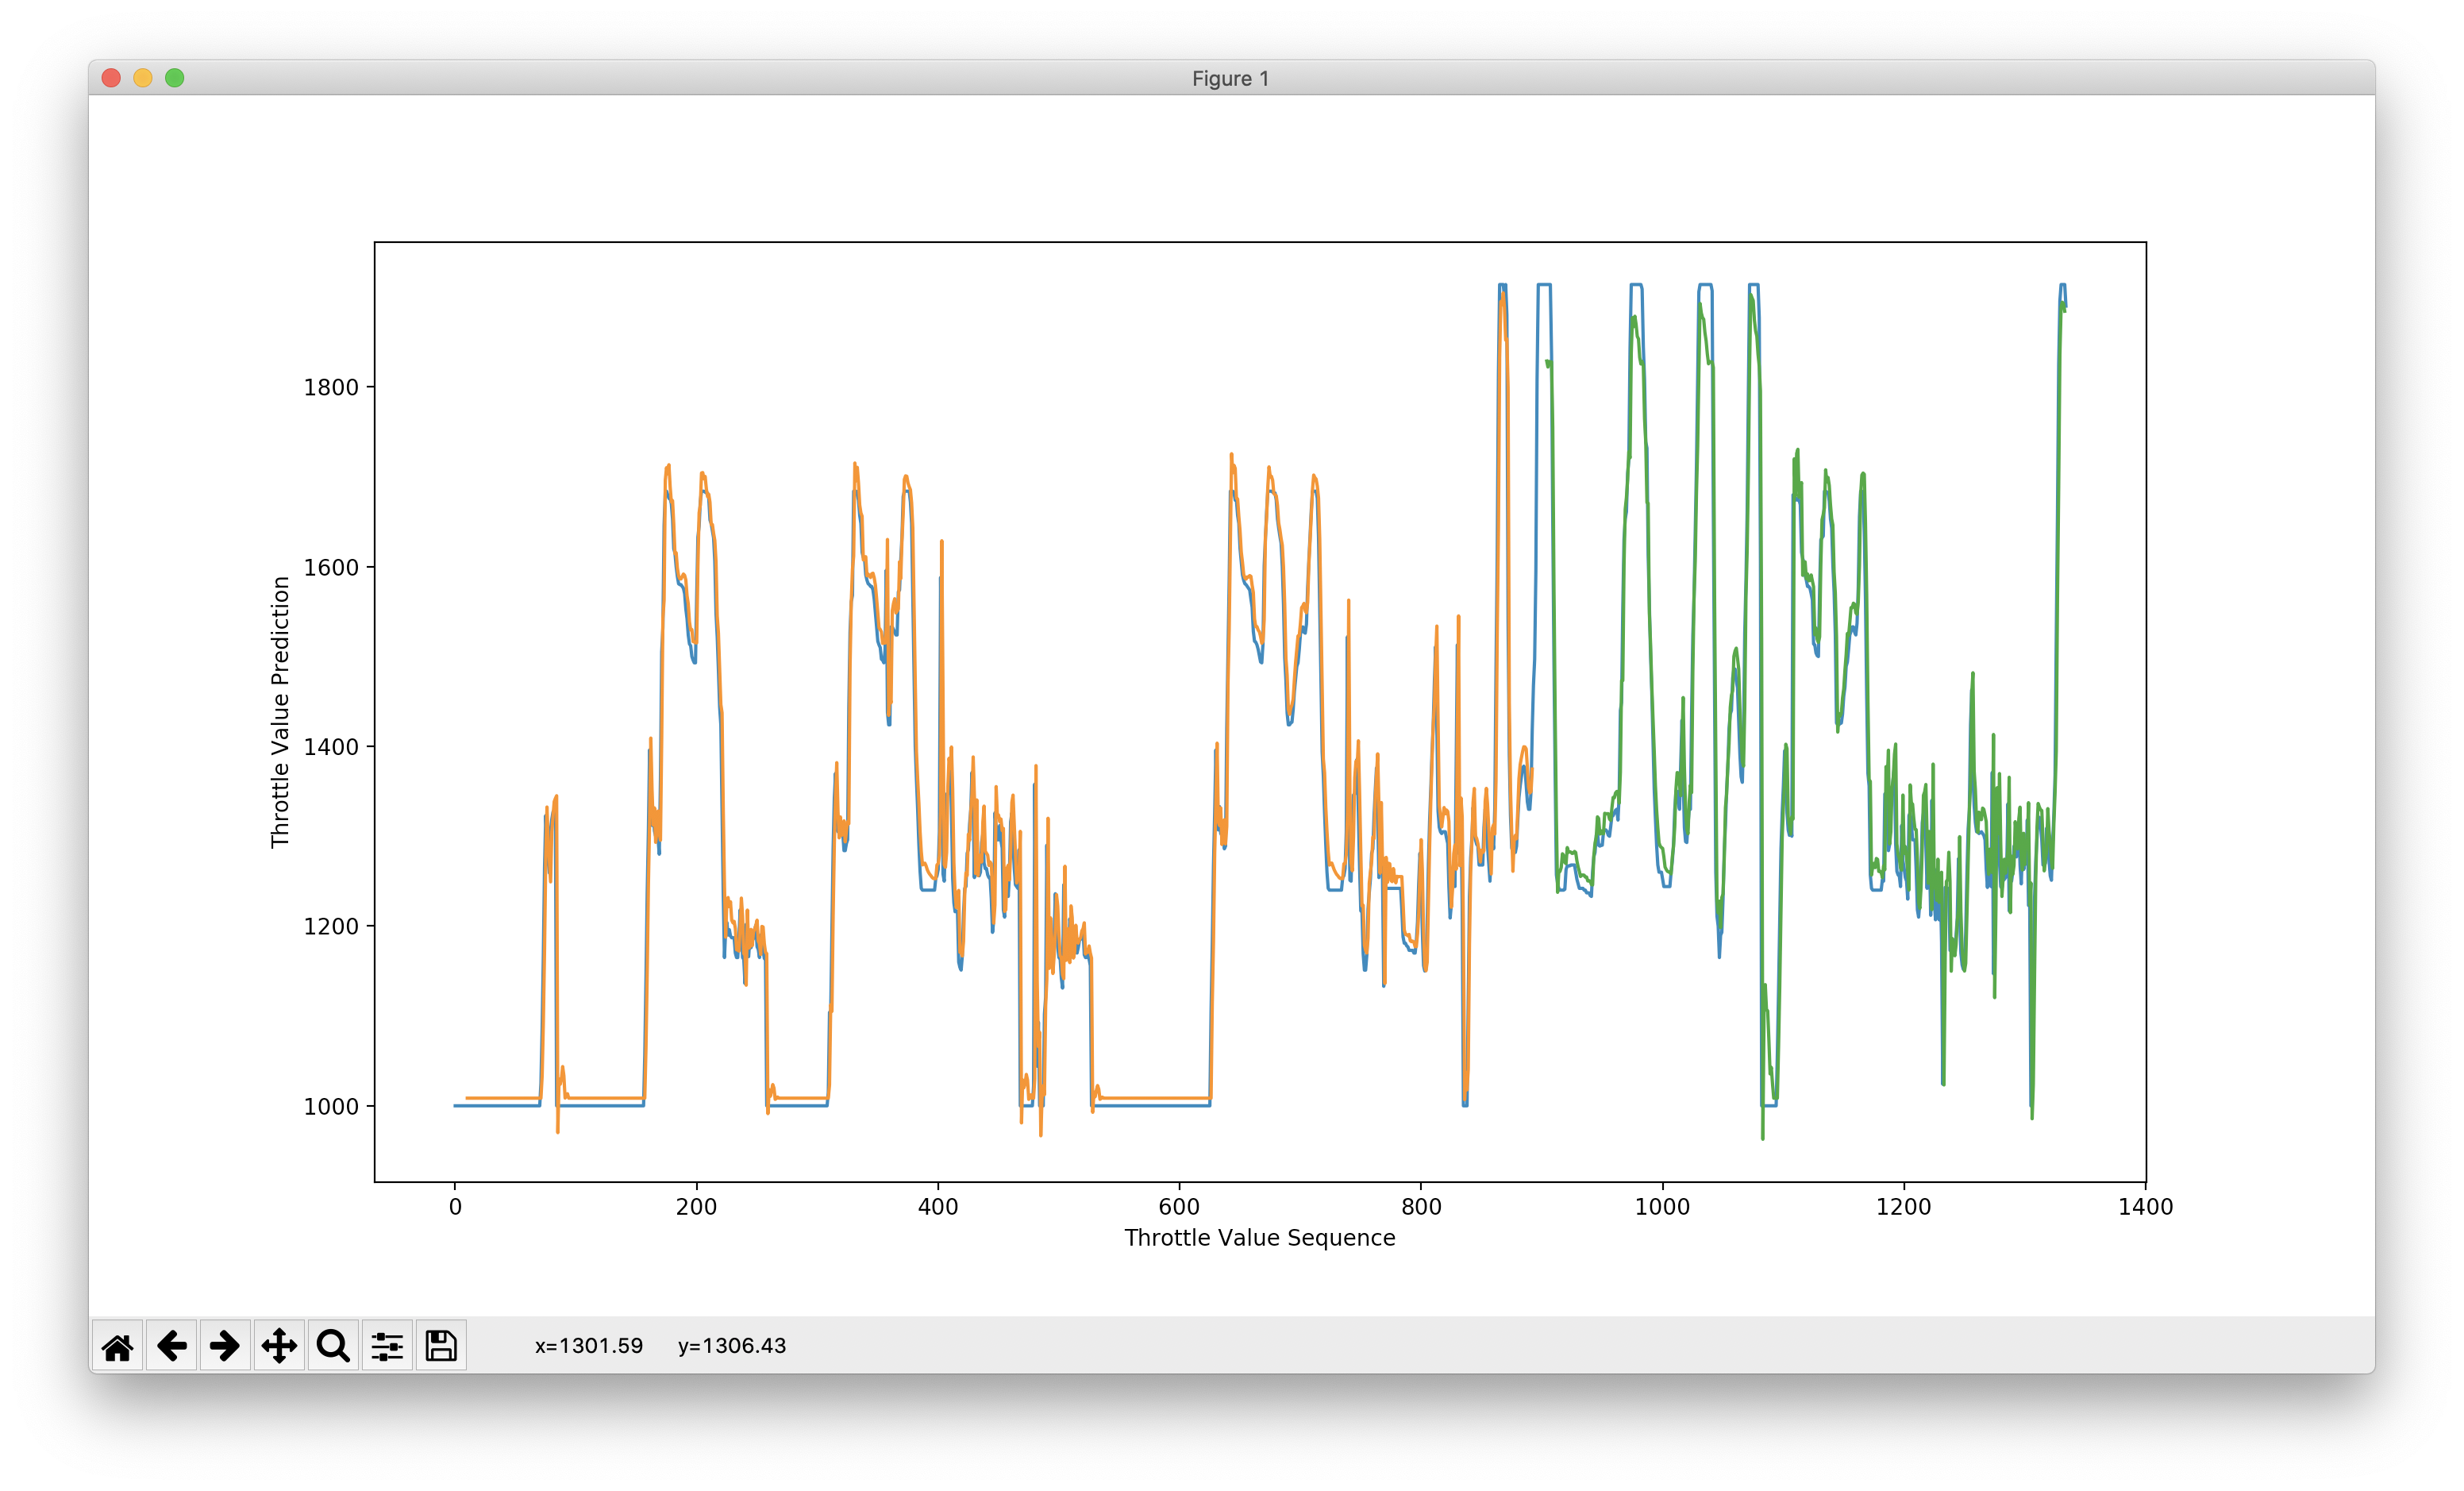 Figure 1
Throttle Value Prediction
1800
1600
1400
1200
1000
0 200 400 600 800 1000 1200 1400
Throttle Value Sequence
x=1301.59 y=1306.43